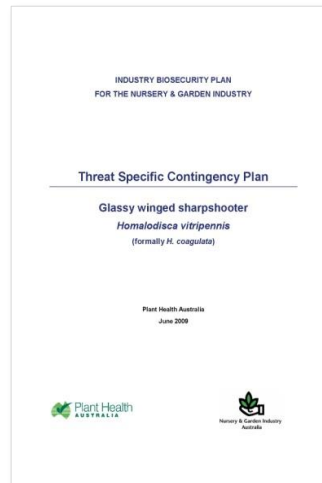 INDUSTRY BIOSECURITY PLAN
FOR THE NURSERY & GARDEN INDUSTRY
Threat Specific Contingency Plan
Glassy winged sharpshooter
Homalodisca vitripennis
(formally H. coagulata)
Plant Health Australia
June 2009
Plant Health
AUSTRALIA
Nursery & Garden Industry
Australia